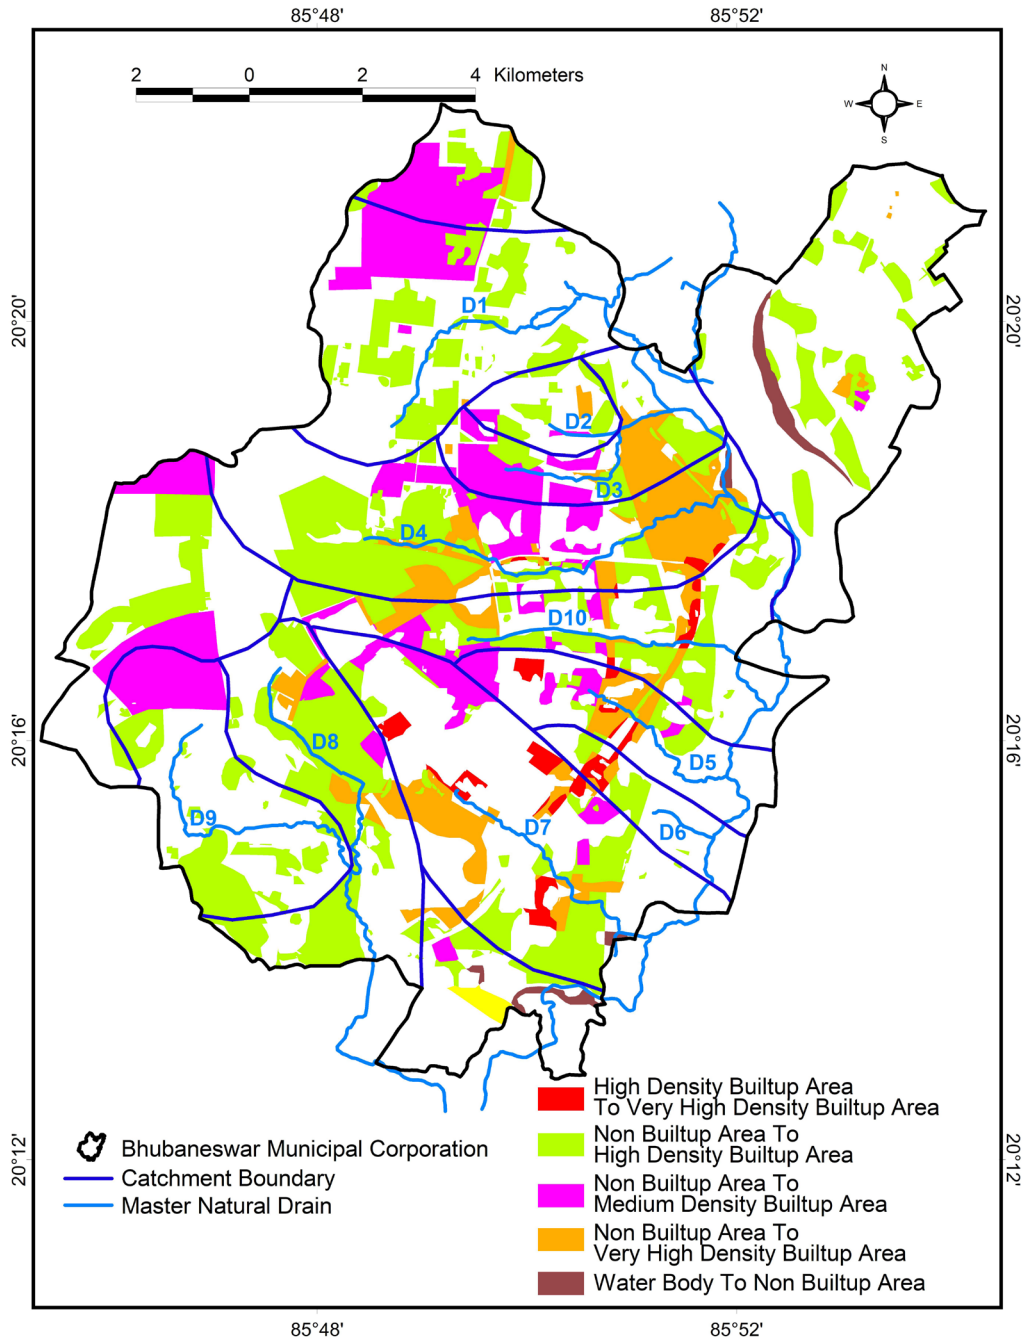 85°48' 85°52'
2 0 2 4 Kilometers
N
W E
S
20°20' 20°20'
D1
D2
D3
D4
D10
D8
D5
D9
D7
D6
20°16' 20°16'
High Density Builtup Area
To Very High Density Builtup Area
Non Builtup Area To
High Density Builtup Area
Non Builtup Area To
Medium Density Builtup Area
Non Builtup Area To
Very High Density Builtup Area
Water Body To Non Builtup Area
Bhubaneswar Municipal Corporation
Catchment Boundary
Master Natural Drain
20°12' 20°12'
85°48' 85°52'